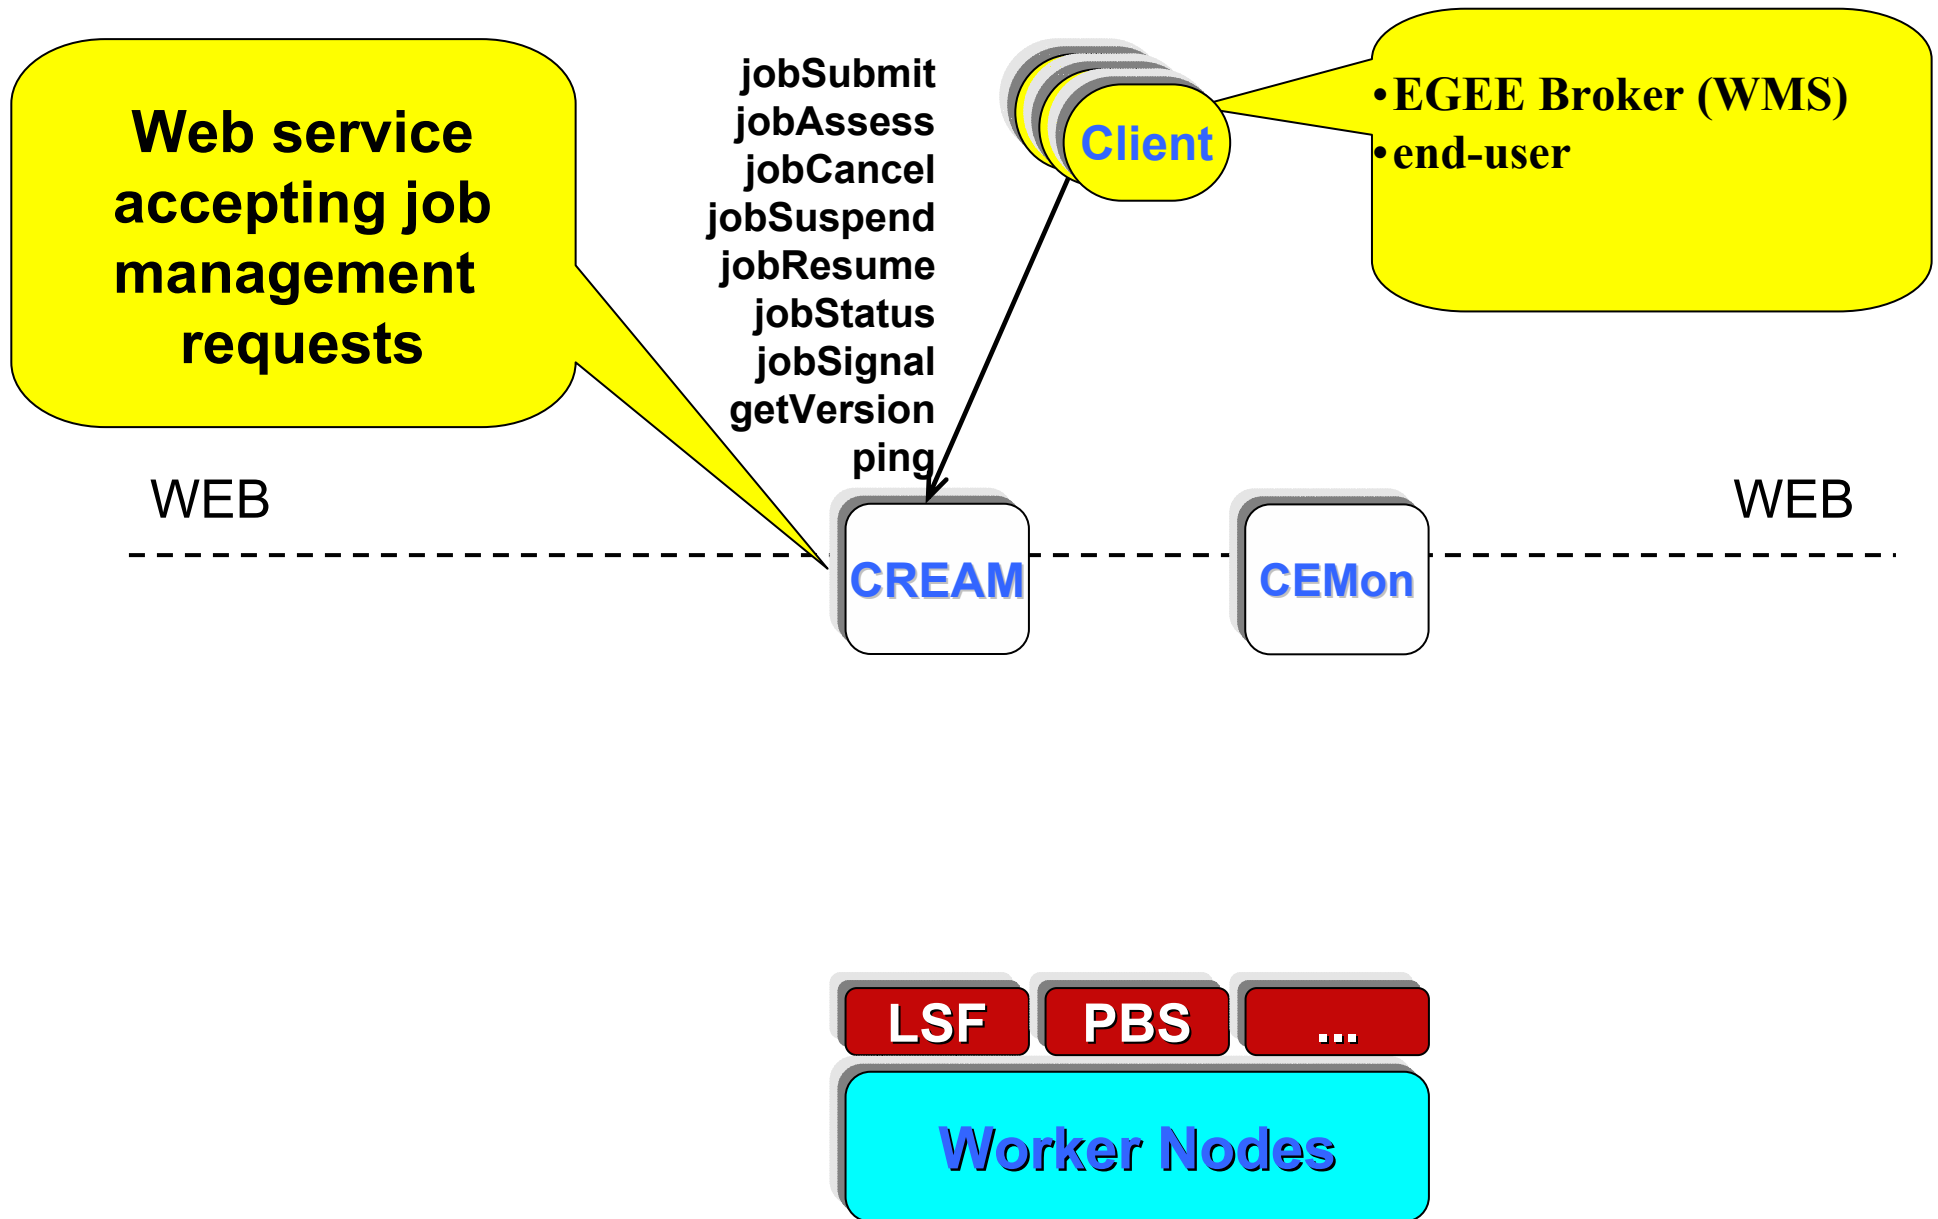 Web service
accepting job
management
requests
jobSubmit
jobAssess
jobCancel
jobSuspend
jobResume
jobStatus
jobSignal
getVersion
ping
Client
•EGEE Broker (WMS)
•end-user
WEB
WEB
CREAM
CEMon
LSF
PBS
...
Worker Nodes